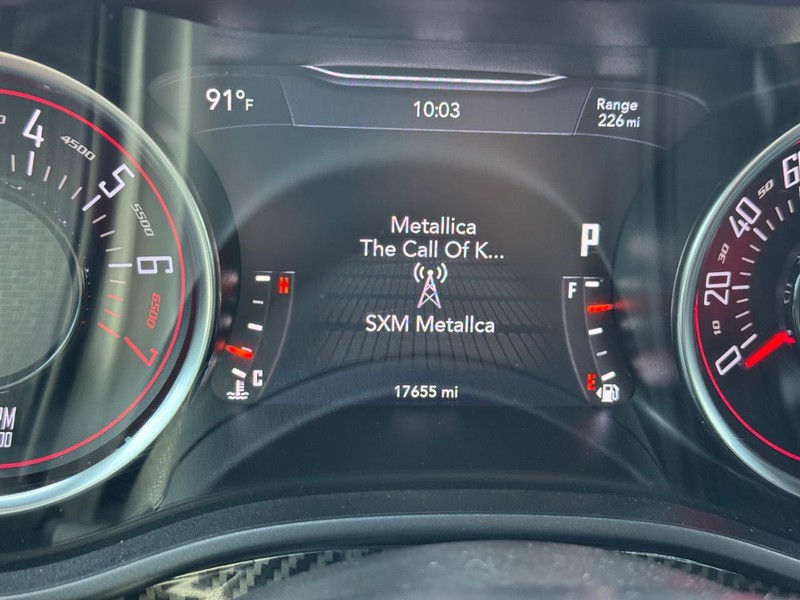 91°F
10:03
Range
226 mi
Metallica
The Call Of K...
SXM Metallca
17655 mi
P
H
C
F
E
4
4500
5
5500
6
6500
7
0
10
20
30
40
50
60